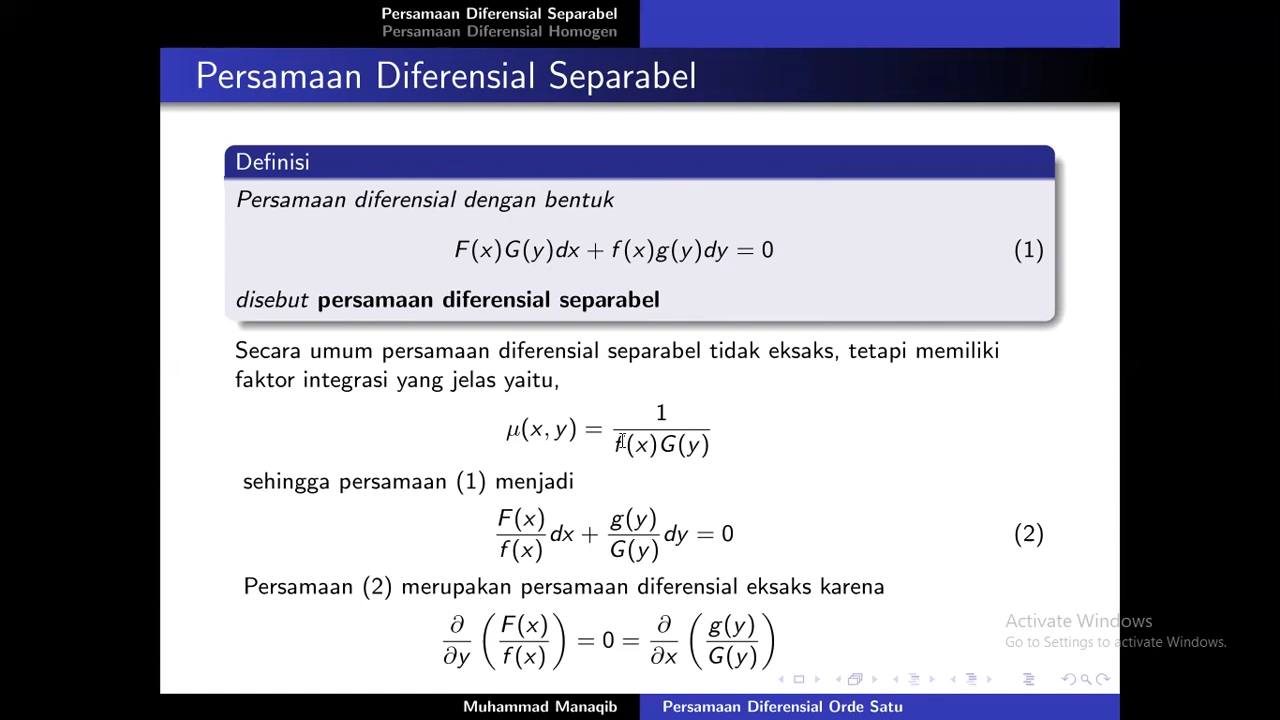 Persamaan Diferensial Separabel
Persamaan Diferensial Homogen
Persamaan Diferensial Separabel
Definisi
Persamaan diferensial dengan bentuk
F(x)G(y)dx + f(x)g(y)dy = 0 (1)
disebut persamaan diferensial separabel
Secara umum persamaan diferensial separabel tidak eksaks, tetapi memiliki
faktor integrasi yang jelas yaitu,
μ(x, y) = 1 / f(x)G(y)
sehingga persamaan (1) menjadi
F(x)/f(x) dx + g(y)/G(y) dy = 0 (2)
Persamaan (2) merupakan persamaan diferensial eksaks karena
∂/∂y (F(x)/f(x)) = 0 = ∂/∂x (g(y)/G(y))
Activate Windows
Go to Settings to activate Windows.
Muhammad Manaqib Persamaan Diferensial Orde Satu